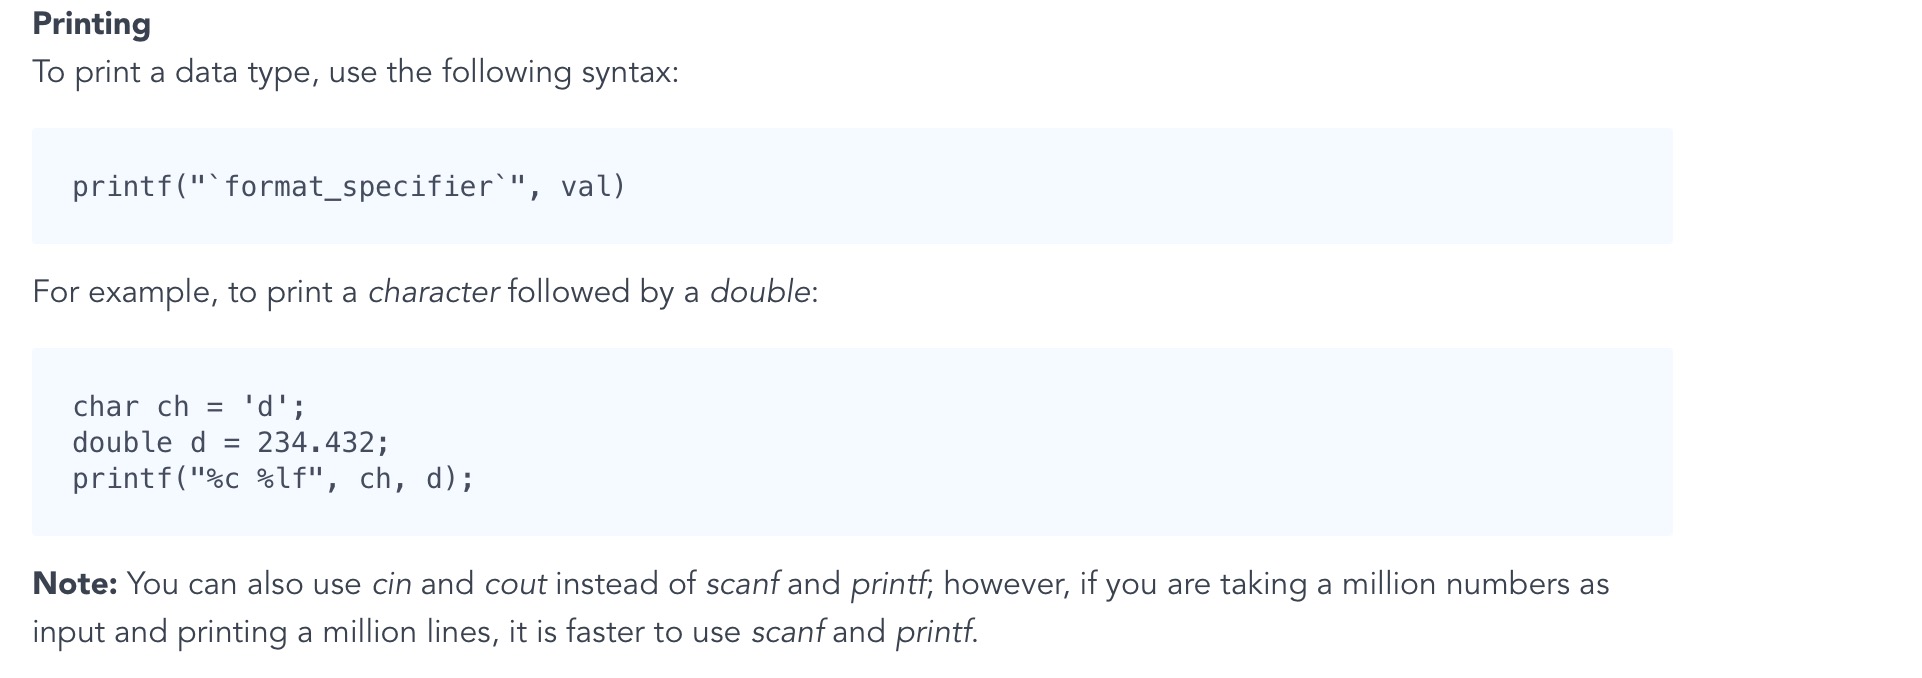 Printing
To print a data type, use the following syntax:
printf("`format_specifier`", val)
For example, to print a character followed by a double:
char ch = 'd';
double d = 234.432;
printf("%c %lf", ch, d);
Note: You can also use cin and cout instead of scanf and printf; however, if you are taking a million numbers as
input and printing a million lines, it is faster to use scanf and printf.